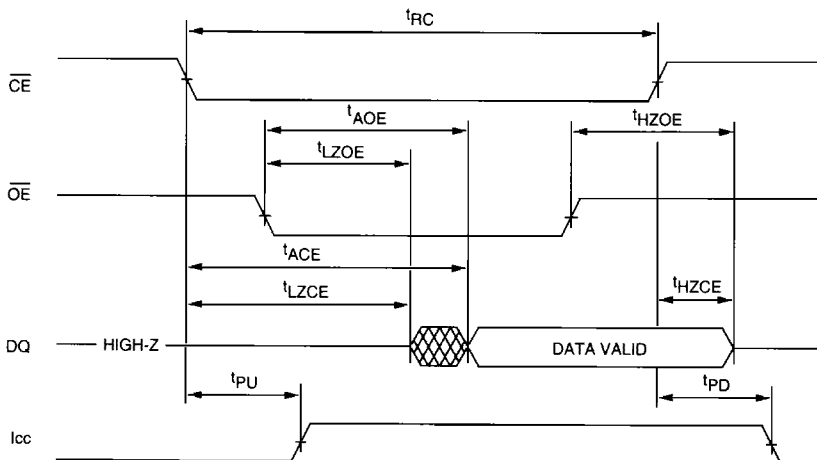 tRC
CE
tAOE
tHZOE
tLZOE
OE
tACE
tLZCE
tHZCE
DQ
HIGH-Z
DATA VALID
tPU
tPD
Icc